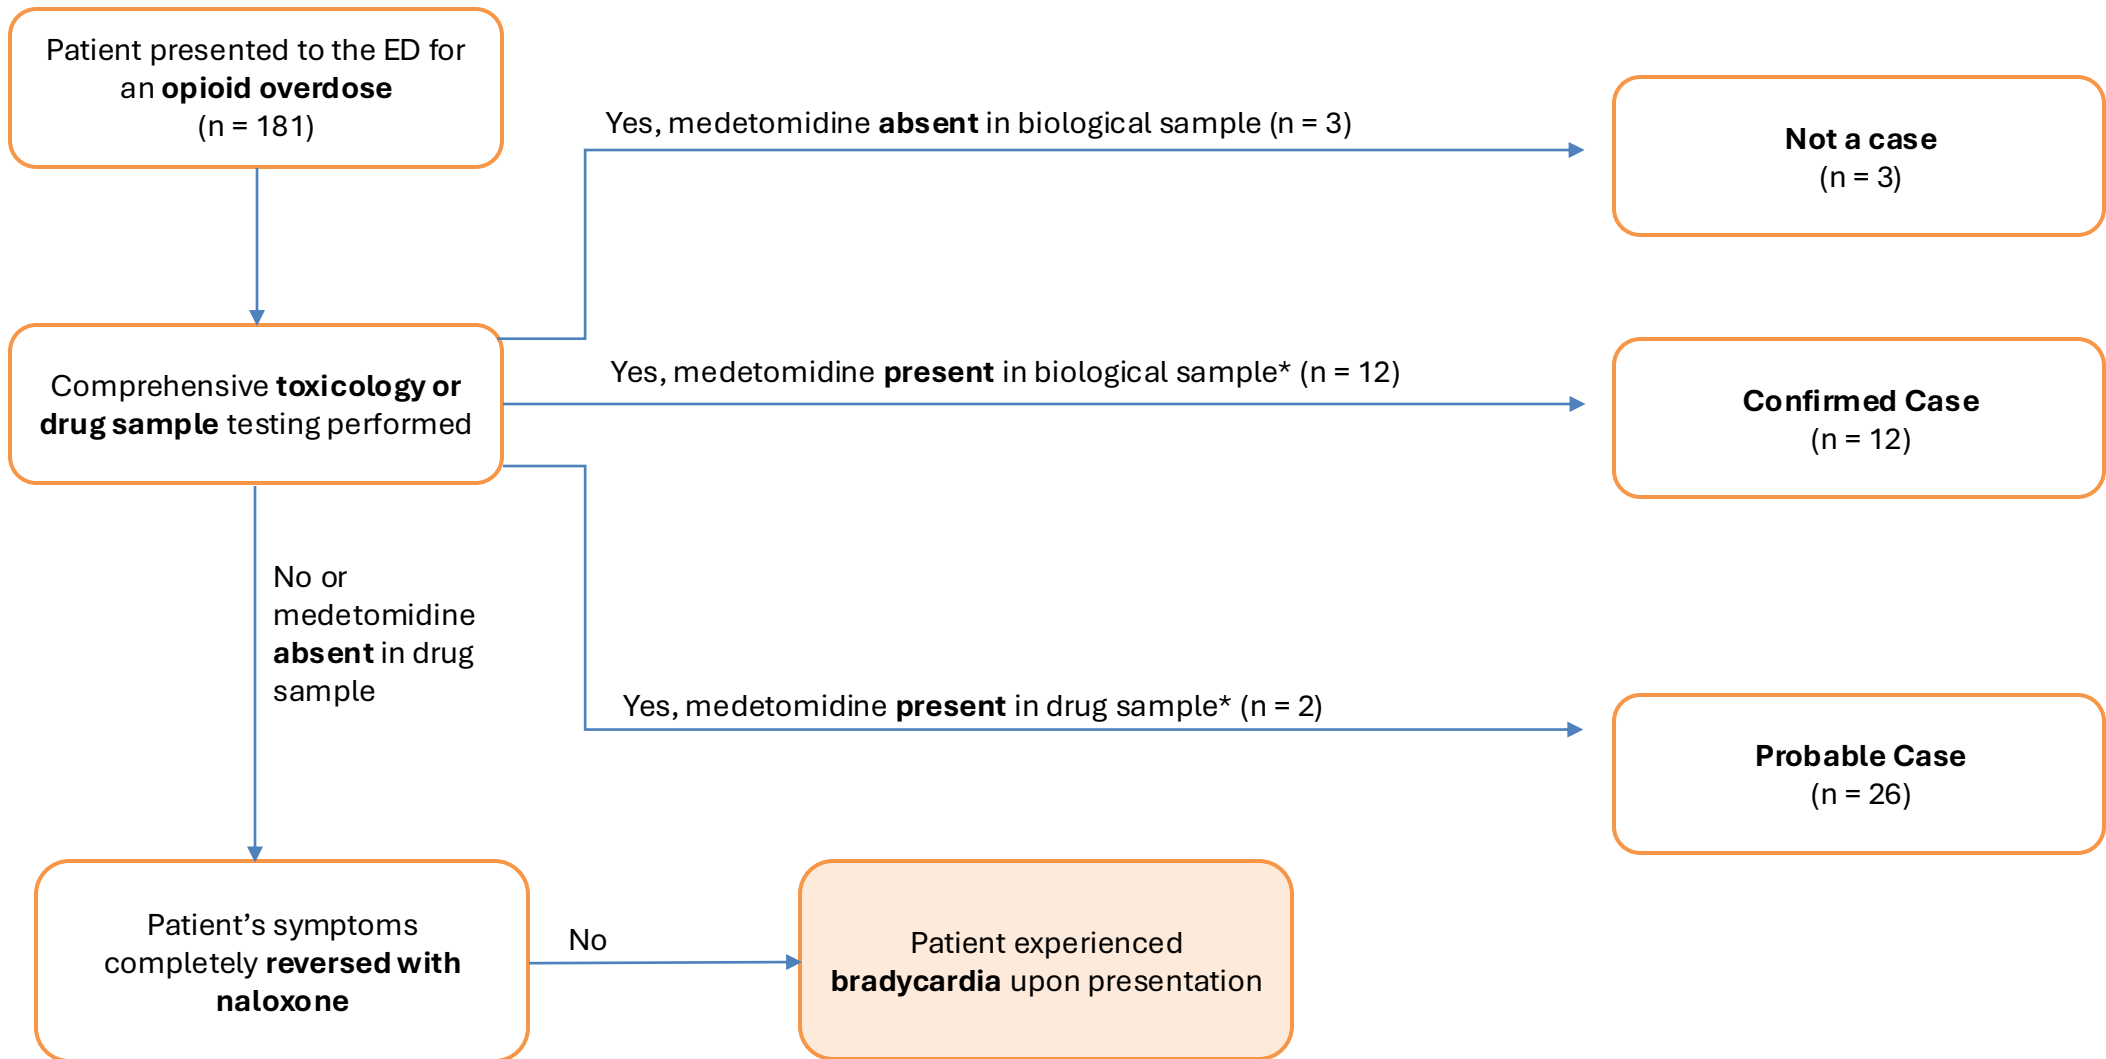 Patient presented to the ED for
an opioid overdose
(n = 181)
Yes, medetomidine absent in biological sample (n = 3)
Not a case
(n = 3)
Comprehensive toxicology or
drug sample testing performed
Yes, medetomidine present in biological sample* (n = 12)
Confirmed Case
(n = 12)
No or
medetomidine
absent in drug
sample
Yes, medetomidine present in drug sample* (n = 2)
Probable Case
(n = 26)
Patient’s symptoms
completely reversed with
naloxone
No
Patient experienced
bradycardia upon presentation